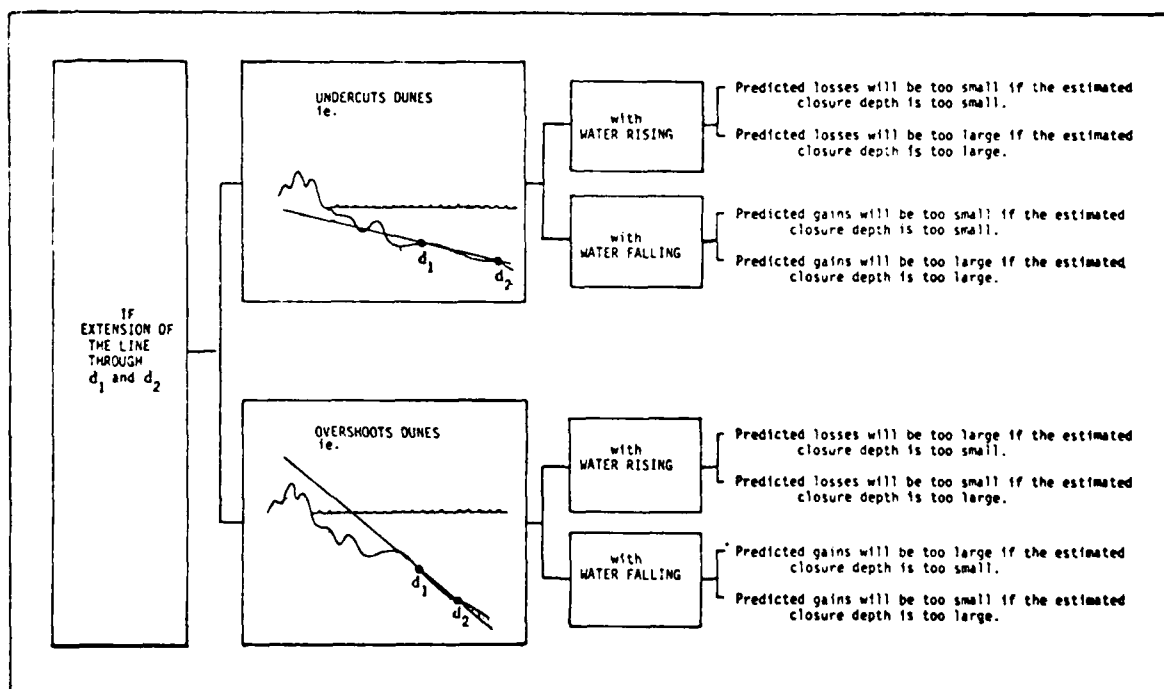 IF
EXTENSION OF
THE LINE
THROUGH
d1 and d2
UNDERCUTS DUNES
ie.
d1
d2
with
WATER RISING
Predicted losses will be too small if the estimated
closure depth is too small.
Predicted losses will be too large if the estimated
closure depth is too large.
with
WATER FALLING
Predicted gains will be too small if the estimated
closure depth is too small.
Predicted gains will be too large if the estimated
closure depth is too large.
OVERSHOOTS DUNES
ie.
d1
d2
with
WATER RISING
Predicted losses will be too large if the estimated
closure depth is too small.
Predicted losses will be too small if the estimated
closure depth is too large.
with
WATER FALLING
Predicted gains will be too large if the estimated
closure depth is too small.
Predicted gains will be too small if the estimated
closure depth is too large.